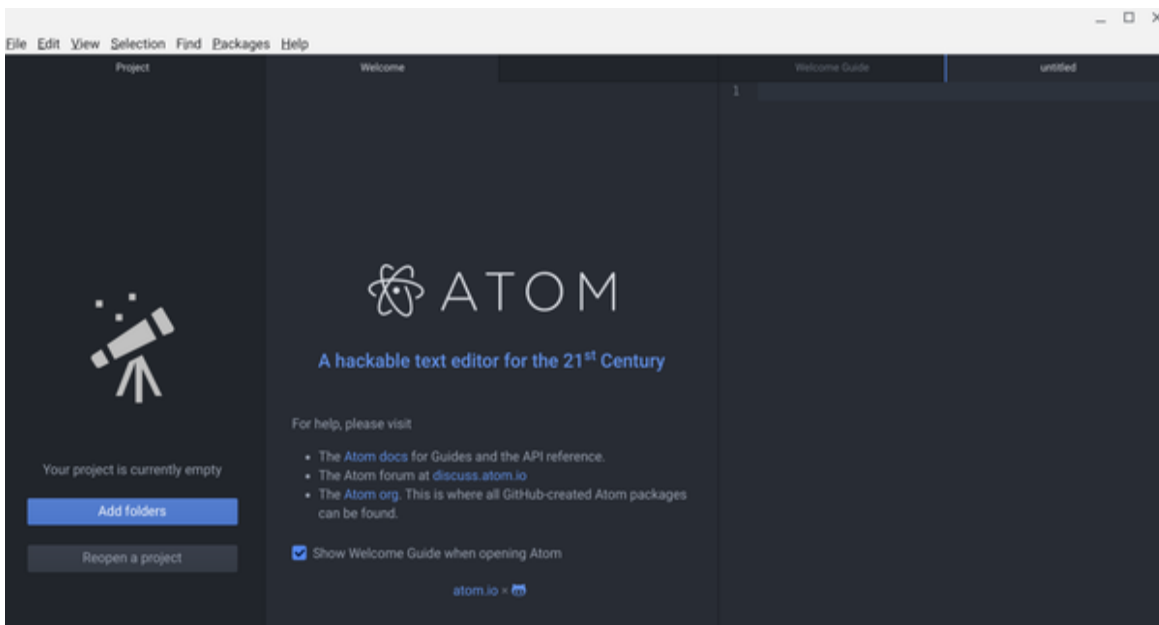 File Edit View Selection Find Packages Help
Project
Welcome
Welcome Guide
untitled
1
ATOM
A hackable text editor for the 21st Century
For help, please visit
• The Atom docs for Guides and the API reference.
• The Atom forum at discuss.atom.io
• The Atom org. This is where all GitHub-created Atom packages
can be found.
Show Welcome Guide when opening Atom
atom.io ×
Your project is currently empty
Add folders
Reopen a project